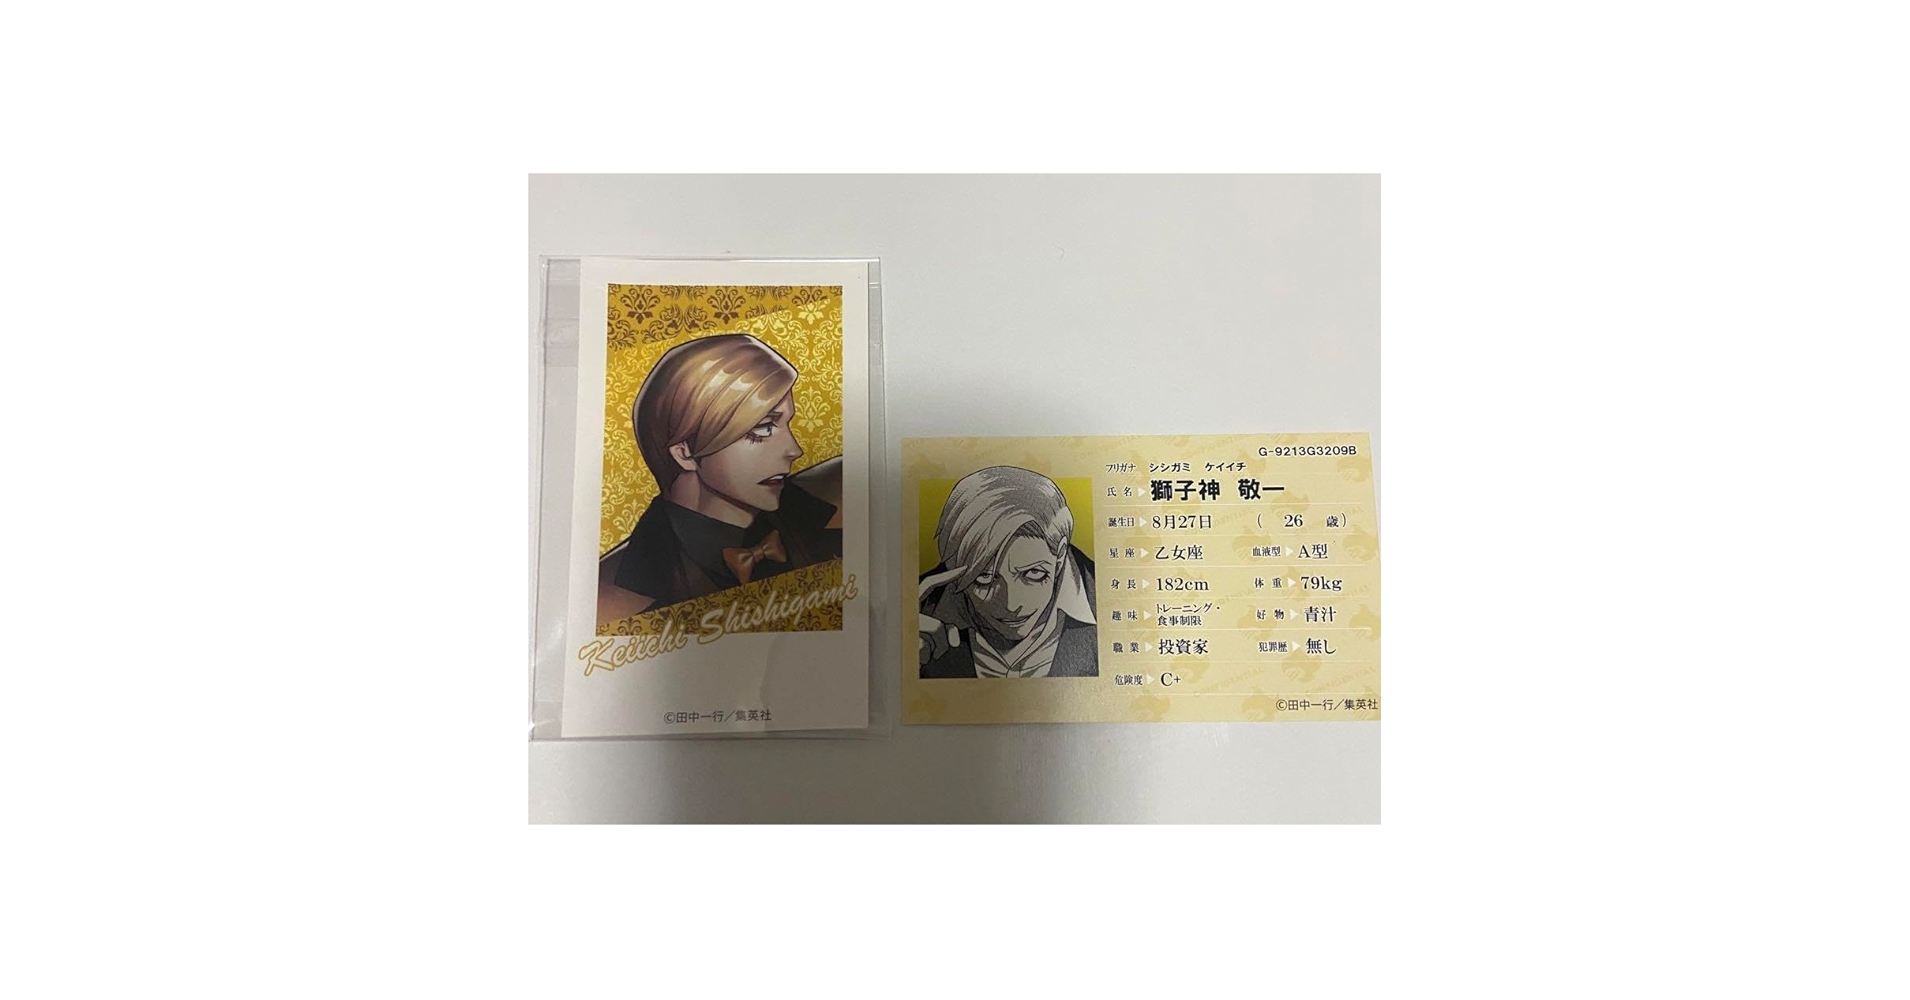 Keiichi Shishigami
©田中一行／集英社
G-9213G3209B
フリガナ シシガミ ケイイチ
氏名 獅子神 敬一
誕生日 8月27日 ( 26 歳)
星座 乙女座 血液型 A型
身長 182cm 体重 79kg
趣味 トレーニング・
食事制限 好物 青汁
職業 投資家 犯罪歴 無し
危険度 C+
©田中一行／集英社